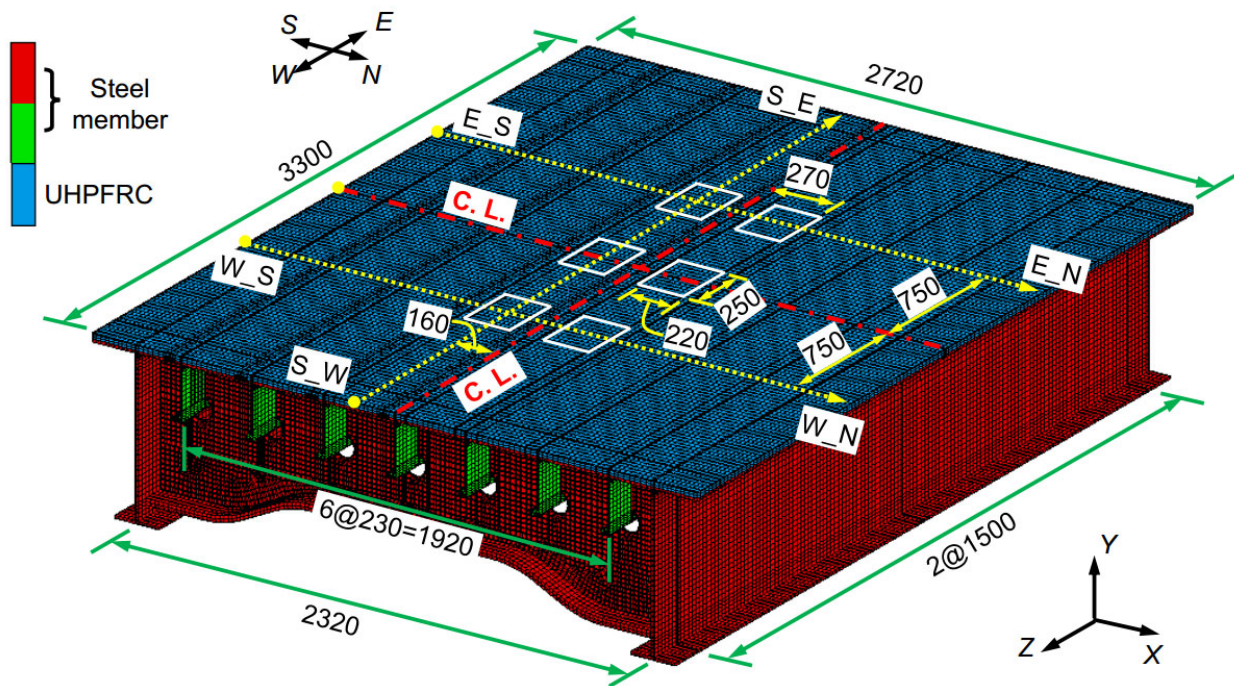 S
E
W
N
Steel
member
UHPFRC
2720
3300
E_S
S_E
270
C. L.
W_S
E_N
750
250
160
220
750
S_W
C. L.
W_N
6@230=1920
2@1500
2320
Y
Z
X